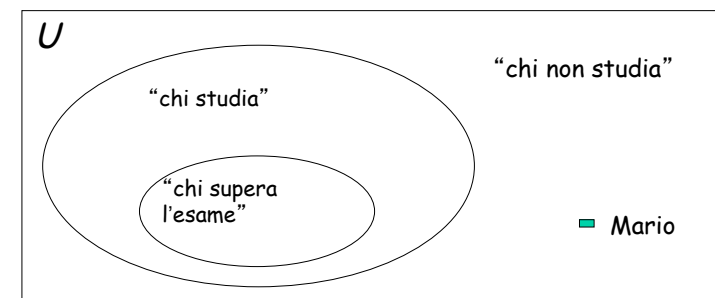 U
“chi non studia”
“chi studia”
“chi supera
l’esame”
Mario